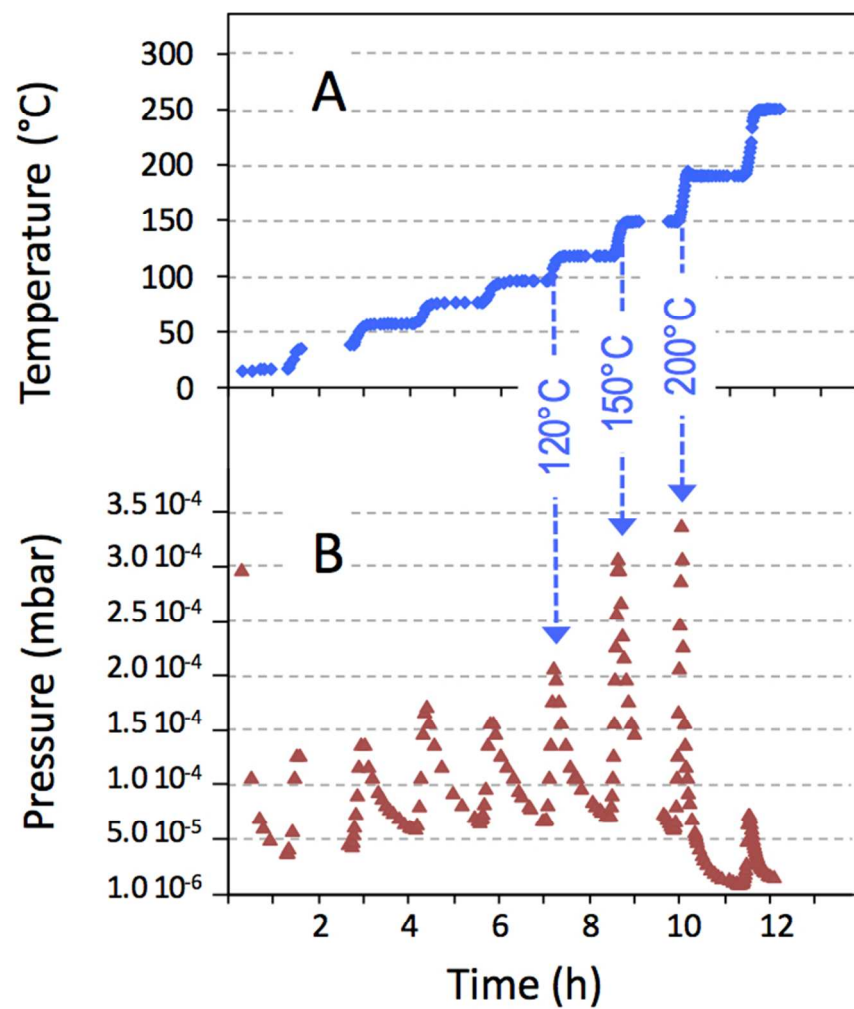 A
Temperature (°C)
300
250
200
150
100
50
0
120°C
150°C
200°C
B
Pressure (mbar)
3.5 10⁻⁴
3.0 10⁻⁴
2.5 10⁻⁴
2.0 10⁻⁴
1.5 10⁻⁴
1.0 10⁻⁴
5.0 10⁻⁵
1.0 10⁻⁶
2 4 6 8 10 12
Time (h)